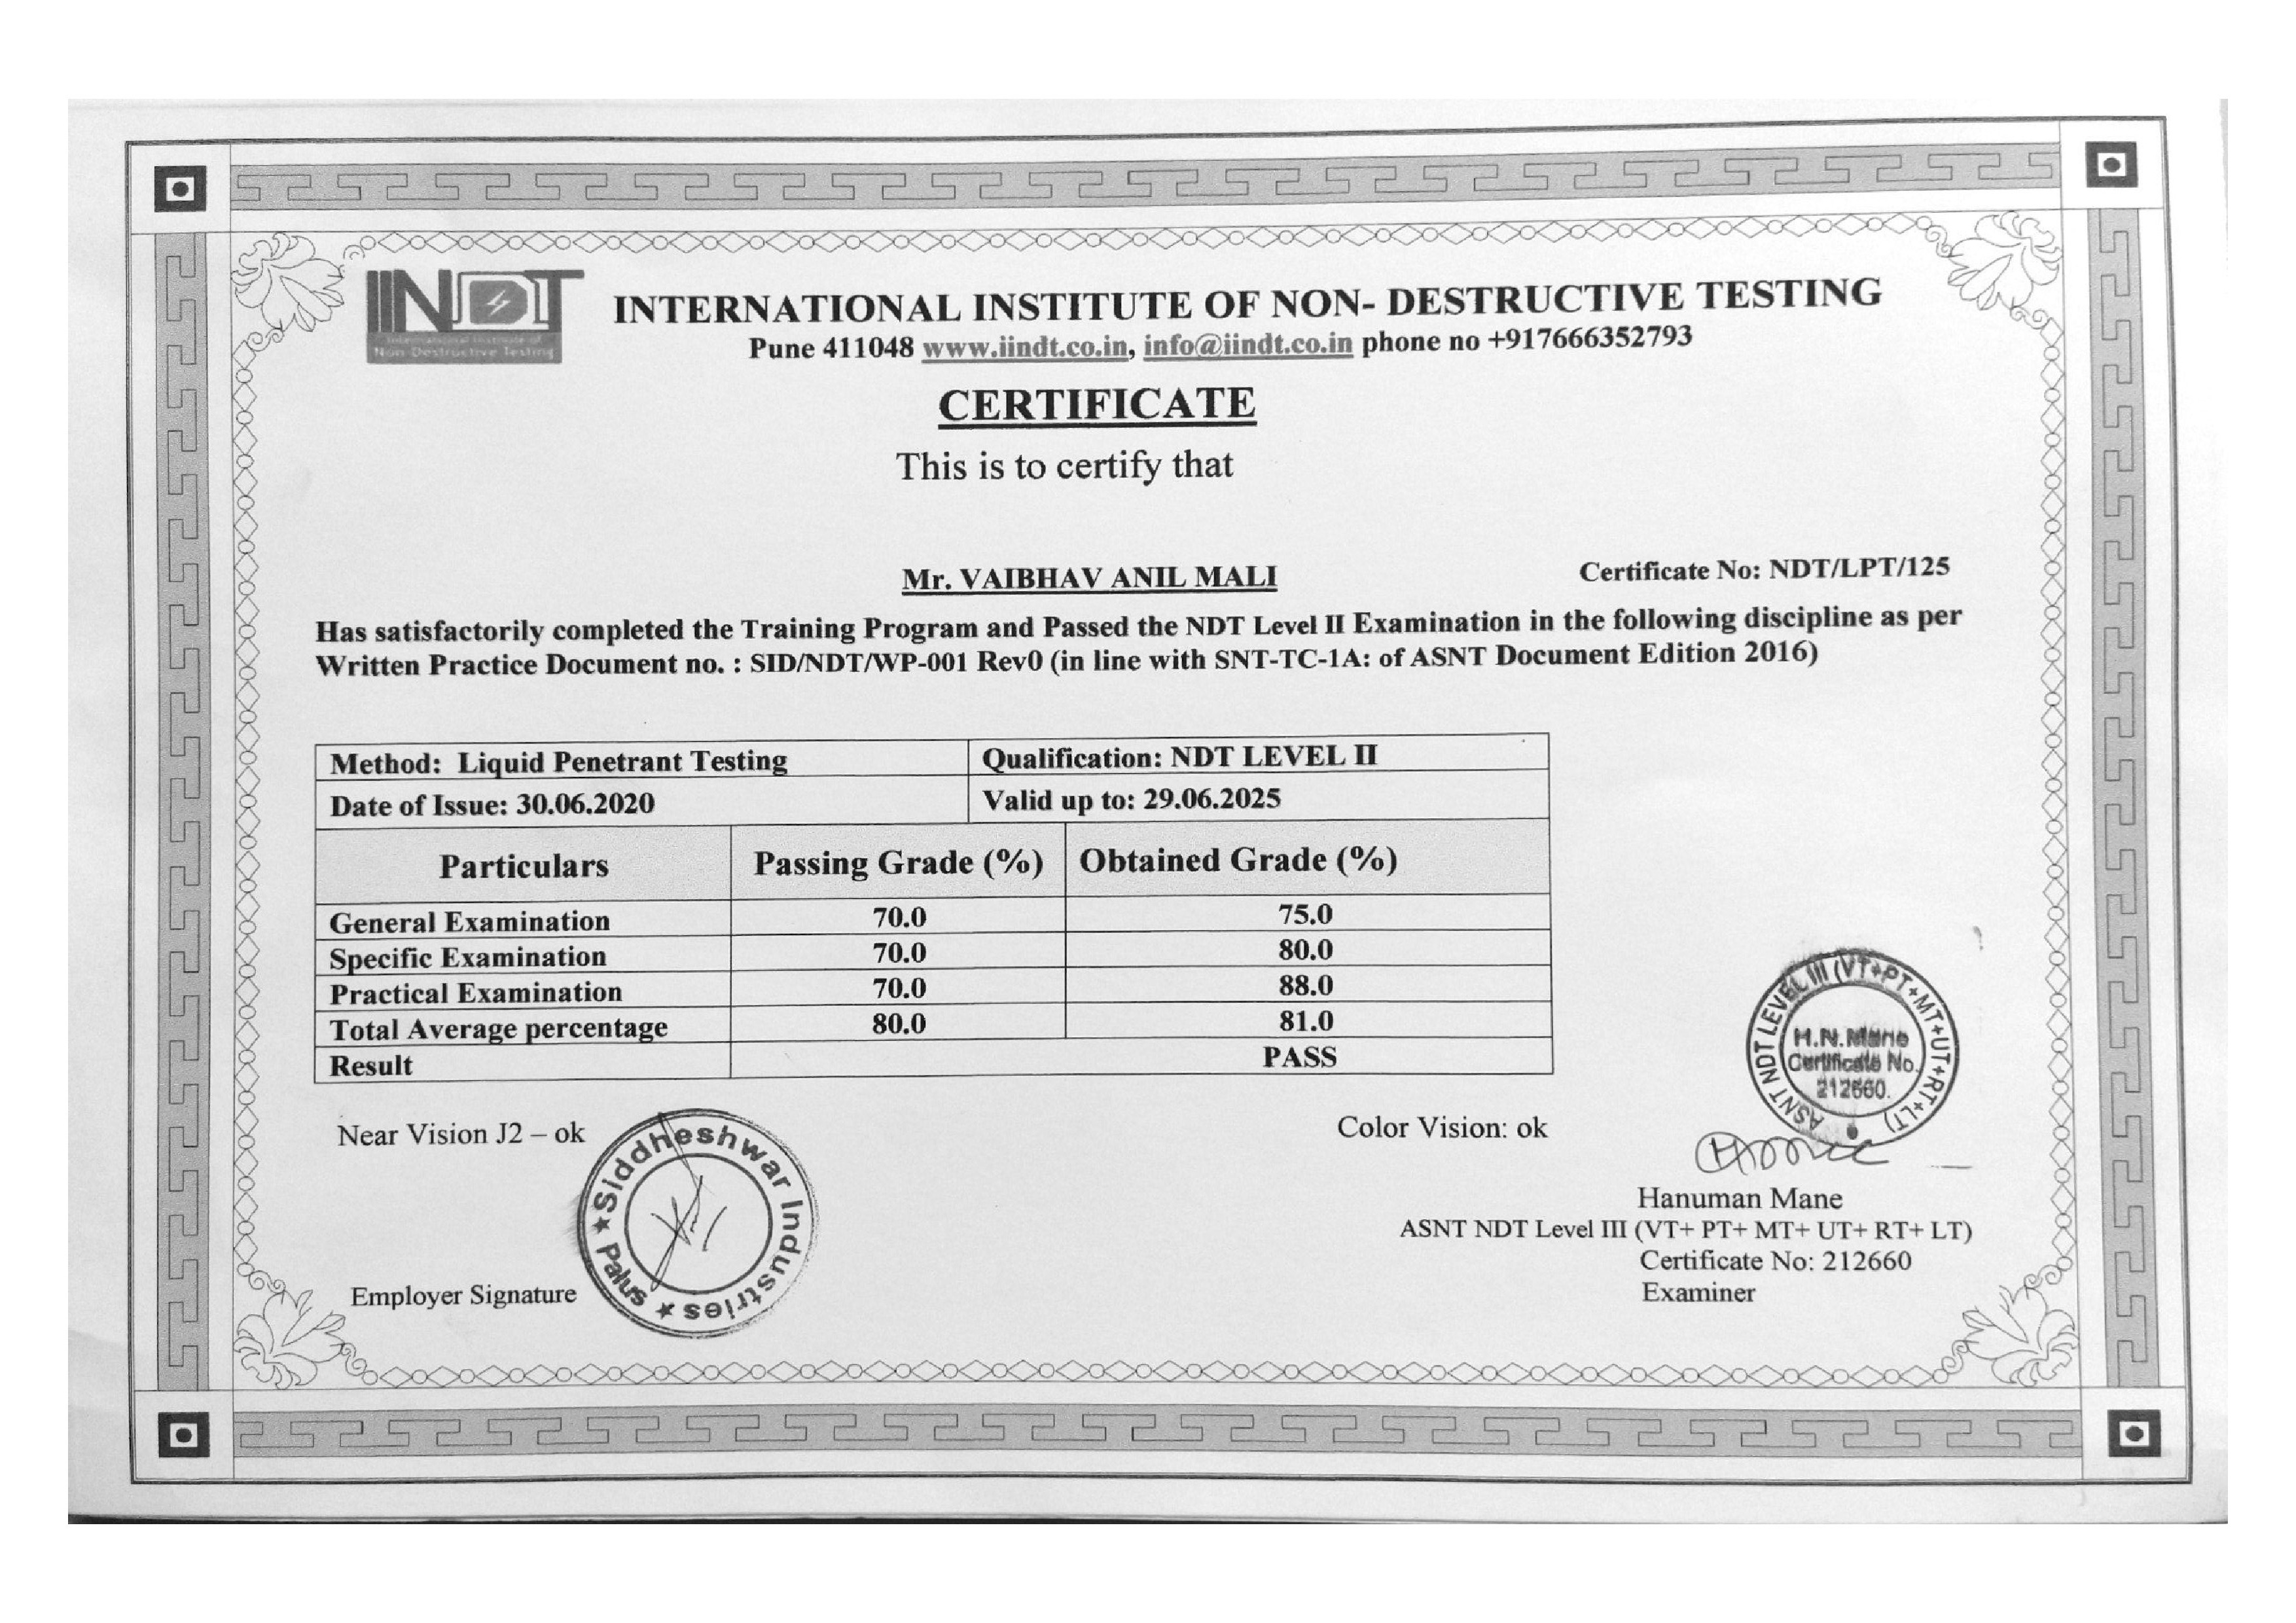 IINDT
International Institute of
Non Destructive Testing
INTERNATIONAL INSTITUTE OF NON- DESTRUCTIVE TESTING
Pune 411048 www.iindt.co.in, info@iindt.co.in phone no +917666352793
CERTIFICATE
This is to certify that
Mr. VAIBHAV ANIL MALI
Certificate No: NDT/LPT/125
Has satisfactorily completed the Training Program and Passed the NDT Level II Examination in the following discipline as per
Written Practice Document no. : SID/NDT/WP-001 Rev0 (in line with SNT-TC-1A: of ASNT Document Edition 2016)
Method: Liquid Penetrant Testing Qualification: NDT LEVEL II
Date of Issue: 30.06.2020 Valid up to: 29.06.2025
Particulars Passing Grade (%) Obtained Grade (%)
General Examination 70.0 75.0
Specific Examination 70.0 80.0
Practical Examination 70.0 88.0
Total Average percentage 80.0 81.0
Result PASS
ASNT NDT LEVEL III (VT+PT+MT+UT+RT+LT)
H.N.Mane
Certificate No.
212660.
Near Vision J2 – ok
Color Vision: ok
Siddheshwar Industries
Palus
Employer Signature
Hanuman Mane
ASNT NDT Level III (VT+ PT+ MT+ UT+ RT+ LT)
Certificate No: 212660
Examiner